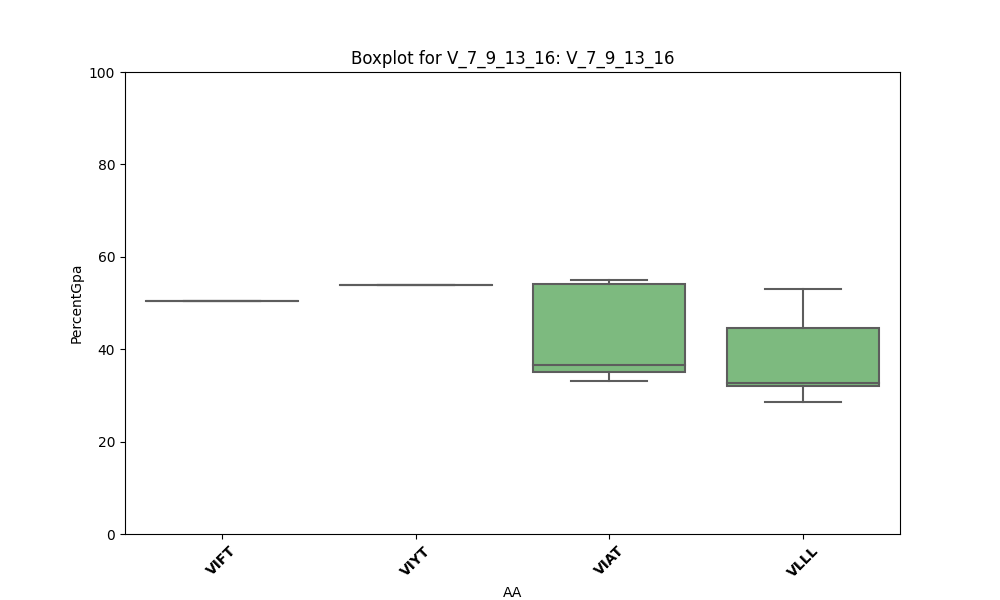 Boxplot for V_7_9_13_16: V_7_9_13_16
100
80
60
40
20
0
PercentGpa
VIFT
VIYT
VIAT
VLLL
AA